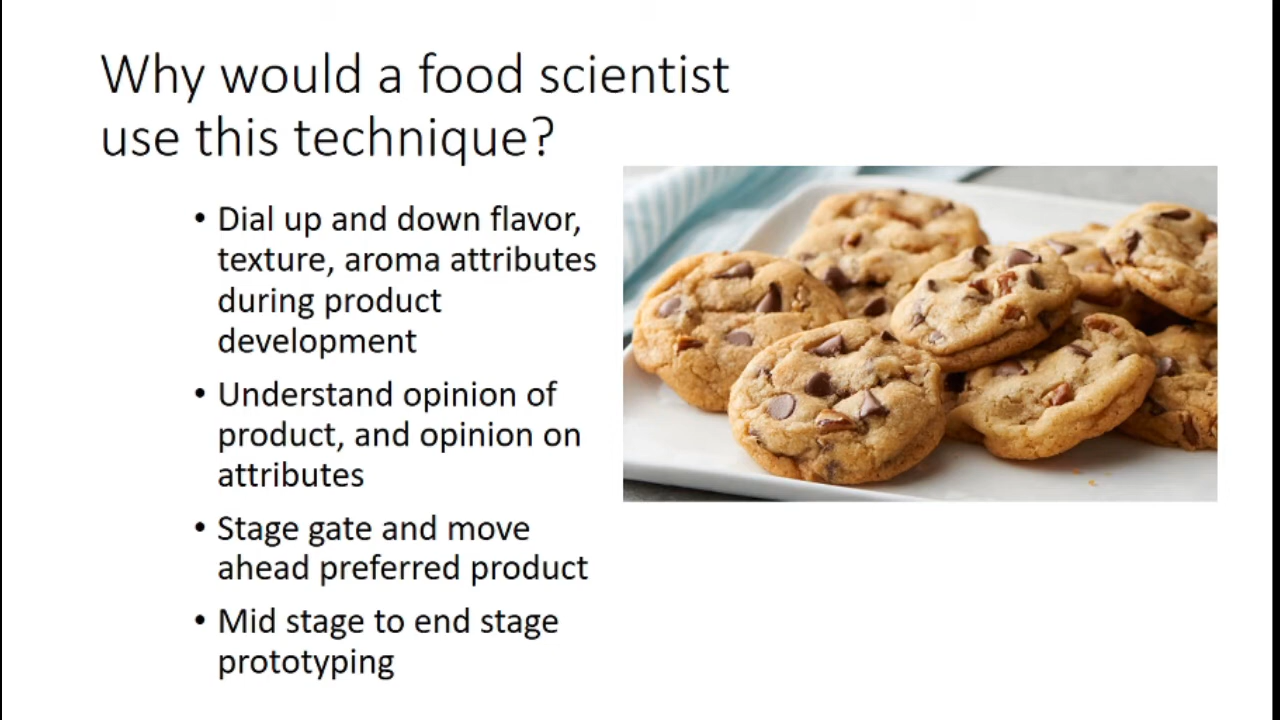 Why would a food scientist
use this technique?
• Dial up and down flavor,
texture, aroma attributes
during product
development
• Understand opinion of
product, and opinion on
attributes
• Stage gate and move
ahead preferred product
• Mid stage to end stage
prototyping